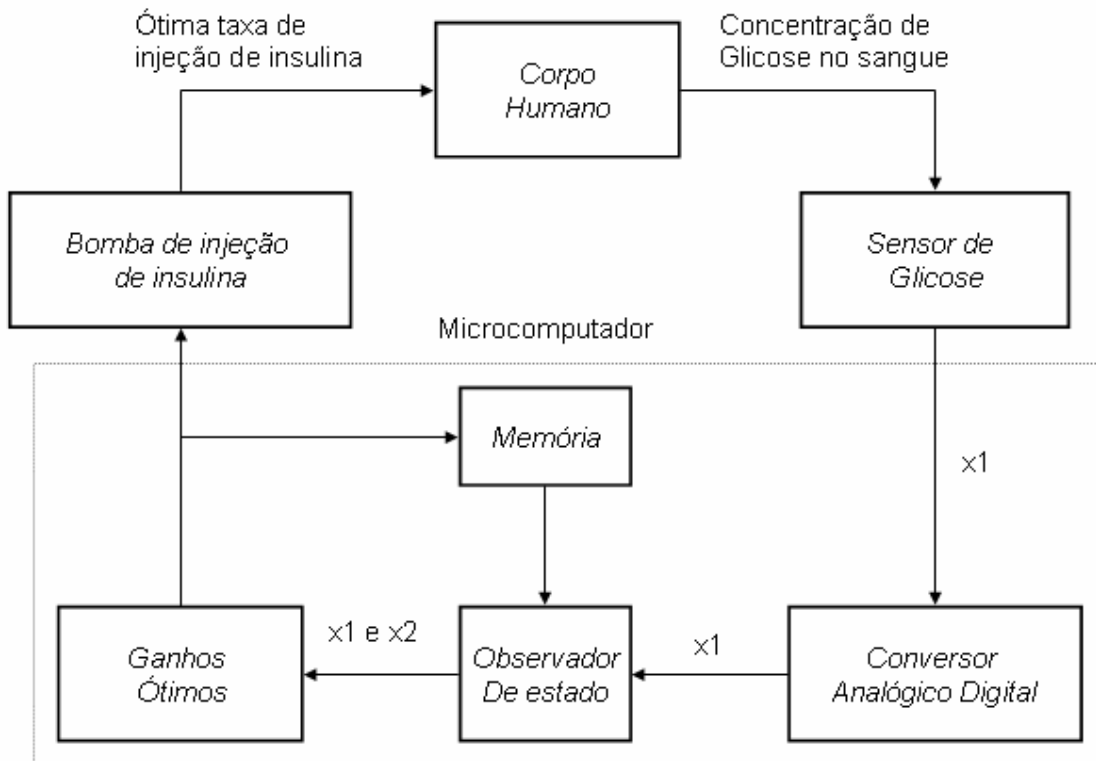 Ótima taxa de
injeção de insulina
Concentração de
Glicose no sangue
Corpo
Humano
Bomba de injeção
de insulina
Sensor de
Glicose
Microcomputador
Memória
x1
Ganhos
Ótimos
x1 e x2
Observador
De estado
x1
Conversor
Analógico Digital